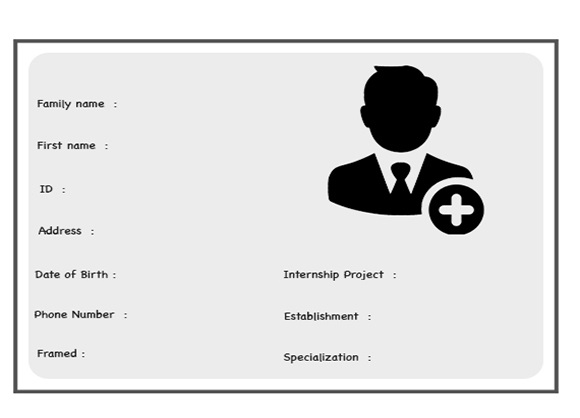 Family name :
First name :
ID :
Address :
Date of Birth :
Internship Project :
Phone Number :
Establishment :
Framed :
Specialization :